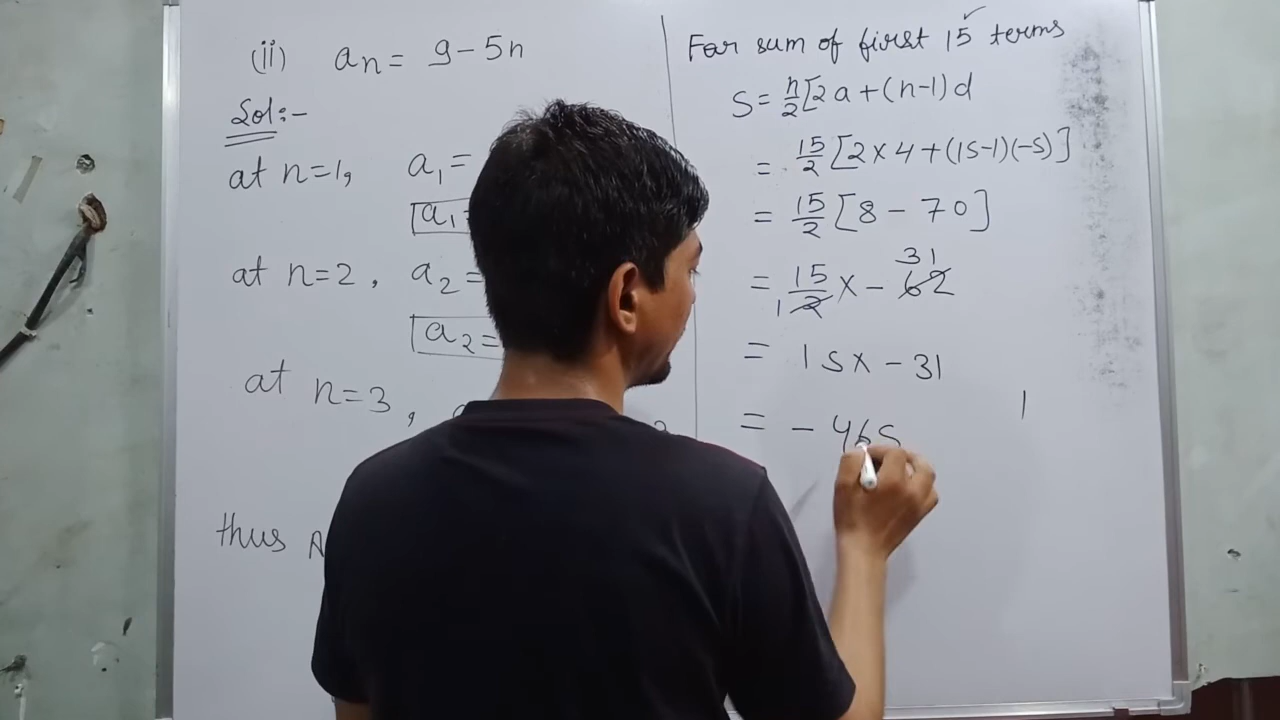 (ii) an = 9 - 5n
Sol:-
at n=1, a1 =
a1
at n=2, a2 =
a2 =
at n=3,
thus
For sum of first 15 terms
S = n/2 [2a + (n-1)d
= 15/2 [2×4 + (15-1)(-5)]
= 15/2 [8 - 70]
31
= 15/2 × - 62
1
= 15× - 31
= - 465